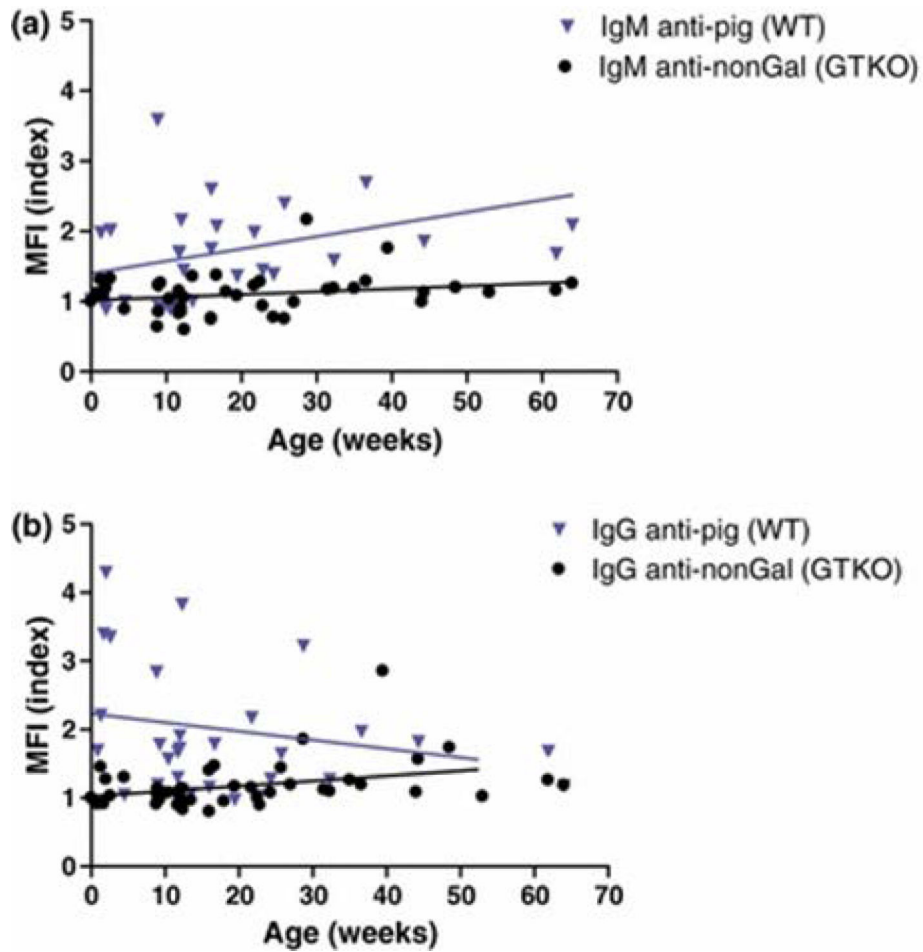 (a)
5
4
3
2
1
0
MFI (index)
IgM anti-pig (WT)
IgM anti-nonGal (GTKO)
0 10 20 30 40 50 60 70
Age (weeks)
(b)
5
4
3
2
1
0
MFI (index)
IgG anti-pig (WT)
IgG anti-nonGal (GTKO)
0 10 20 30 40 50 60 70
Age (weeks)